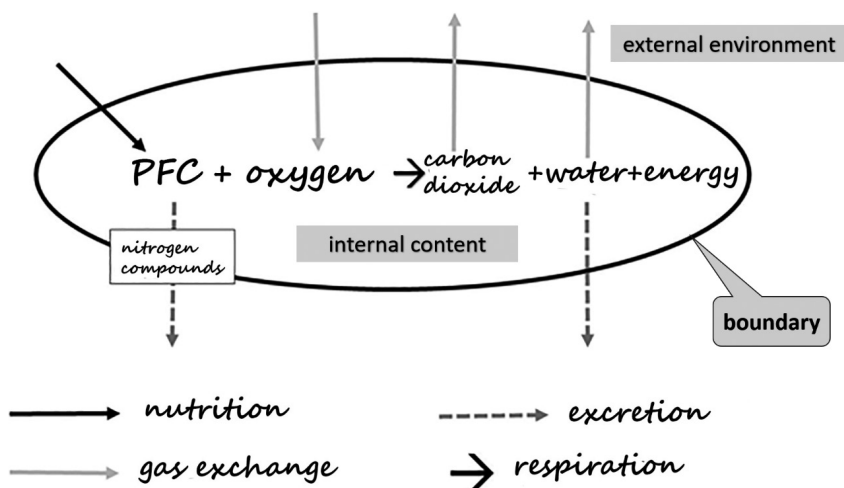 external environment
PFC + oxygen → carbon dioxide +water+energy
nitrogen
compounds
internal content
boundary
nutrition
excretion
gas exchange
respiration